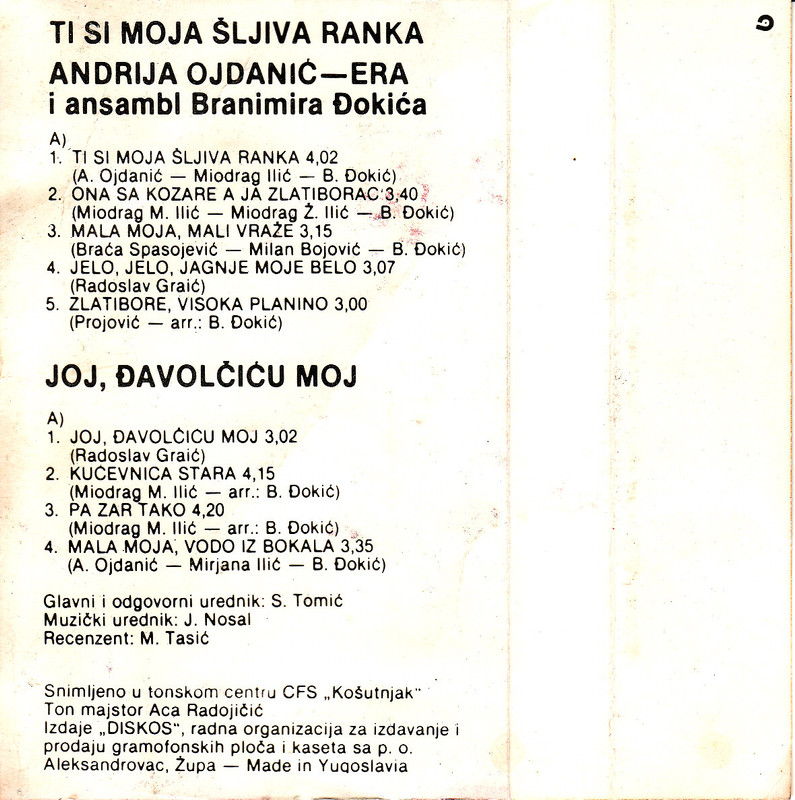 TI SI MOJA ŠLJIVA RANKA
ANDRIJA OJDANIĆ—ERA
i ansambl Branimira Đokića
A)
1. TI SI MOJA ŠLJIVA RANKA 4,02
(A. Ojdanić — Miodrag Ilić — B. Đokić)
2. ONA SA KOZARE A JA ZLATIBORAC 3,40
(Miodrag M. Ilić — Miodrag Ž. Ilić — B. Đokić)
3. MALA MOJA, MALI VRAŽE 3,15
(Braća Spasojević — Milan Bojović — B. Đokić)
4. JELO, JELO, JAGNJE MOJE BELO 3,07
(Radoslav Graić)
5. ZLATIBORE, VISOKA PLANINO 3,00
(Projović — arr.: B. Đokić)
JOJ, ĐAVOLČIĆU MOJ
A)
1. JOJ, ĐAVOLČICU MOJ 3,02
(Radoslav Graić)
2. KUĆEVNICA STARA 4,15
(Miodrag M. Ilić — arr.: B. Đokić)
3. PA ZAR TAKO 4,20
(Miodrag M. Ilić — arr.: B. Đokić)
4. MALA MOJA, VODO IZ BOKALA 3,35
(A. Ojdanić — Mirjana Ilić — B. Đokić)
Glavni i odgovorni urednik: S. Tomić
Muzički urednik: J. Nosal
Recenzent: M. Tasić
Snimljeno u tonskom centru CFS „Košutnjak“
Ton majstor Aca Radojičić
Izdaje „DISKOS“, radna organizacija za izdavanje i
prodaju gramofonskih ploča i kaseta sa p. o.
Aleksandrovac, Župa — Made in Yugoslavia